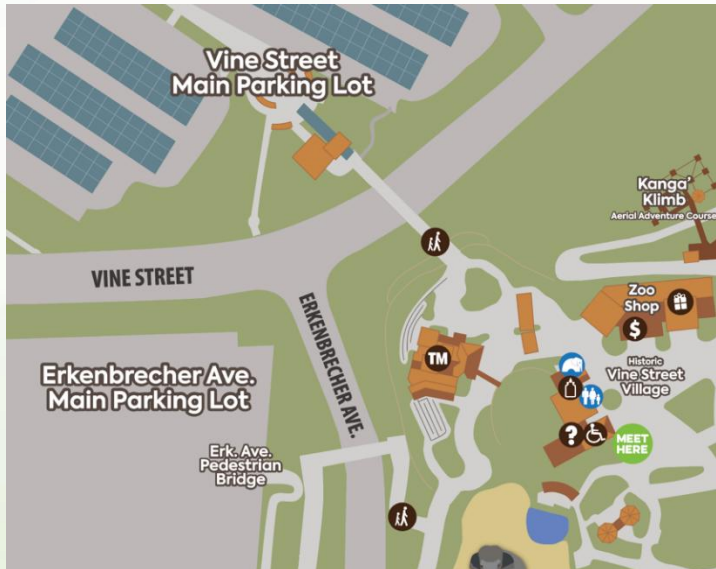 Vine Street
Main Parking Lot
Kanga'
Klimb
Aerial Adventure Course
VINE STREET
ERKENBRECHER AVE.
Zoo
Shop
$
TM
Historic
Vine Street
Village
Erkenbrecher Ave.
Main Parking Lot
?
MEET
HERE
Erk. Ave.
Pedestrian
Bridge